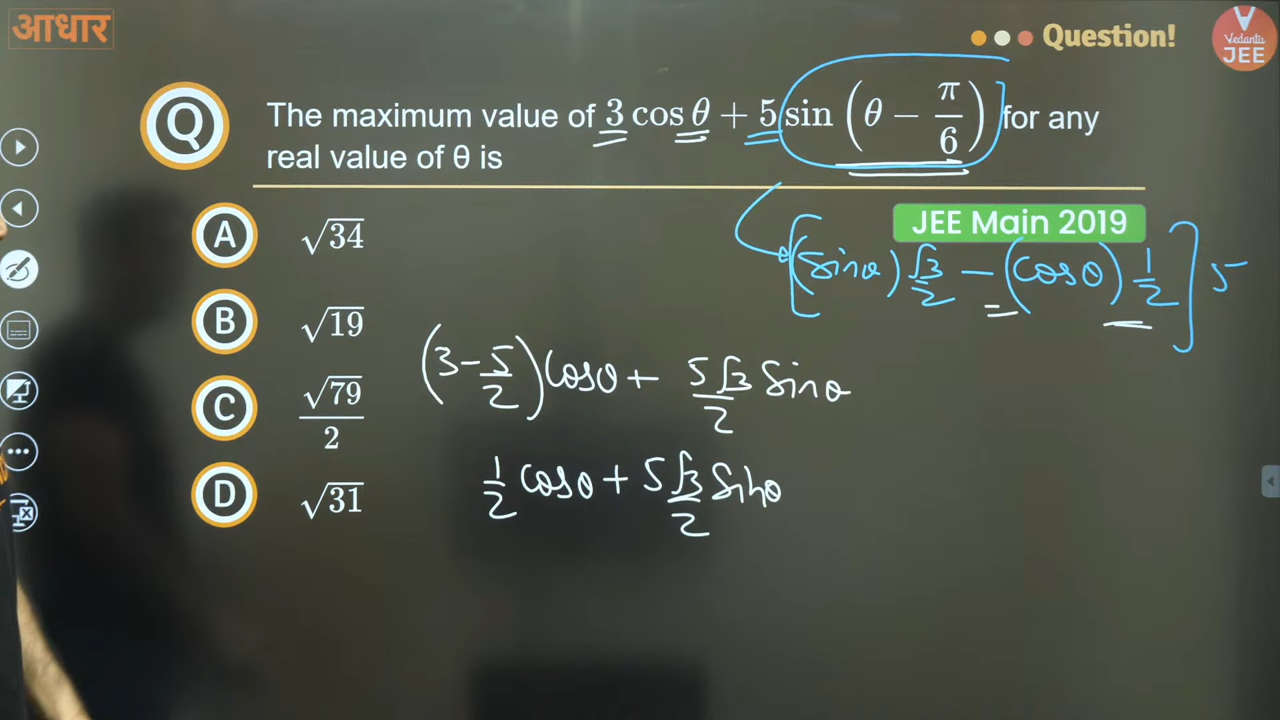 आधार
Question!
Vedantu
JEE
Q
The maximum value of 3 cos θ + 5 sin (θ − π/6) for any
real value of θ is
JEE Main 2019
[(sinθ) √3/2 − (cosθ) 1/2] 5
A √34
B √19
C √79/2
D √31
(3 − 5/2) cosθ + 5√3/2 sinθ
1/2 cosθ + 5√3/2 sinθ